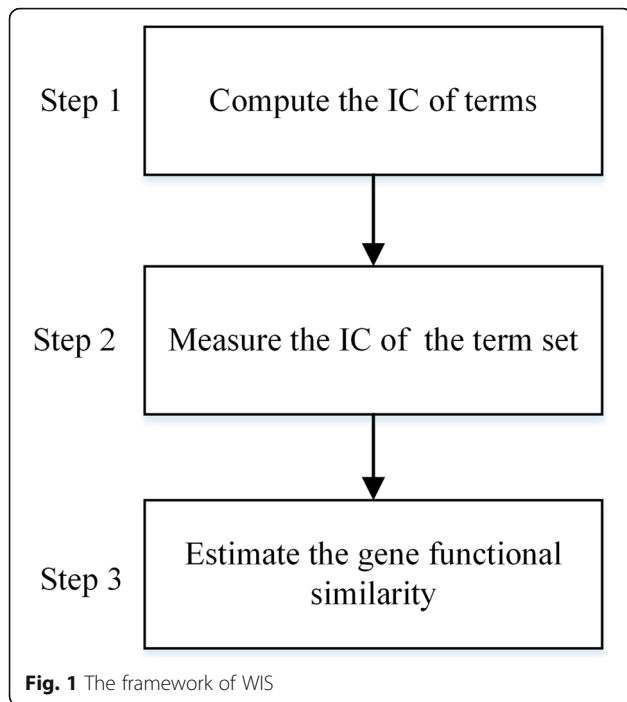 Step 1
Compute the IC of terms
Step 2
Measure the IC of the term set
Step 3
Estimate the gene functional
similarity
Fig. 1 The framework of WIS